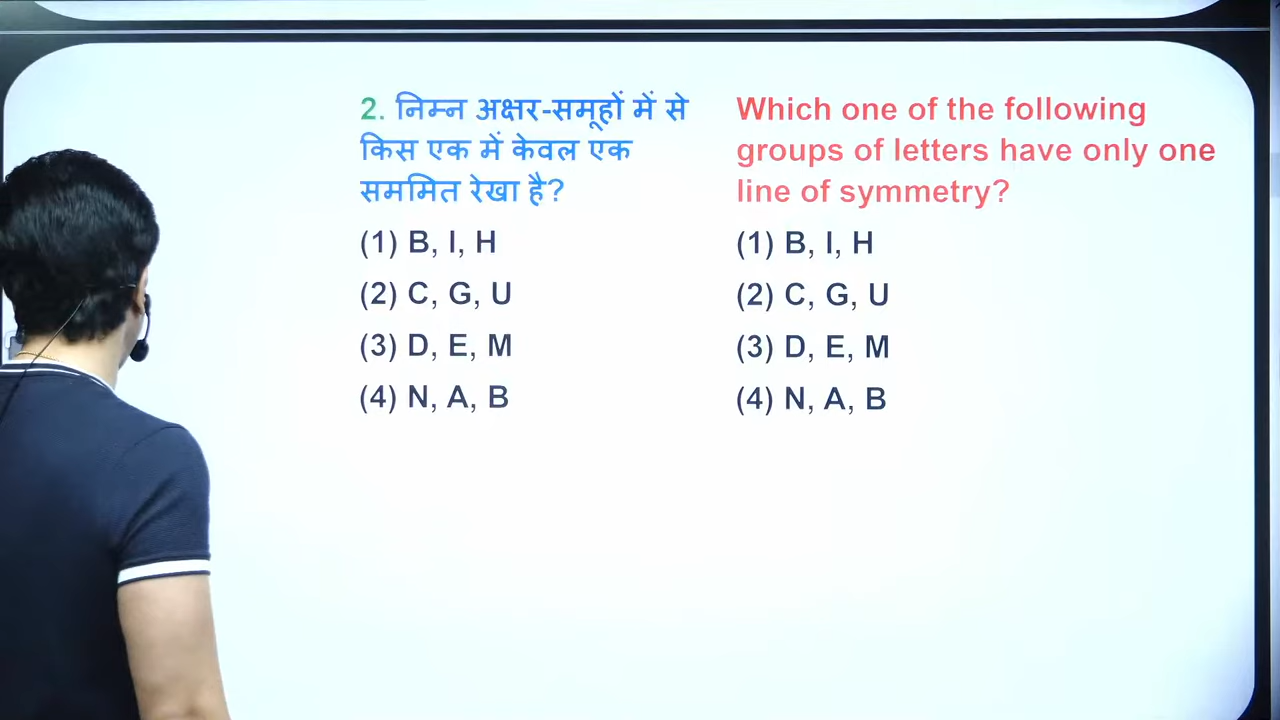 2. निम्न अक्षर-समूहों में से
किस एक में केवल एक
सममित रेखा है?
(1) B, I, H
(2) C, G, U
(3) D, E, M
(4) N, A, B
Which one of the following
groups of letters have only one
line of symmetry?
(1) B, I, H
(2) C, G, U
(3) D, E, M
(4) N, A, B